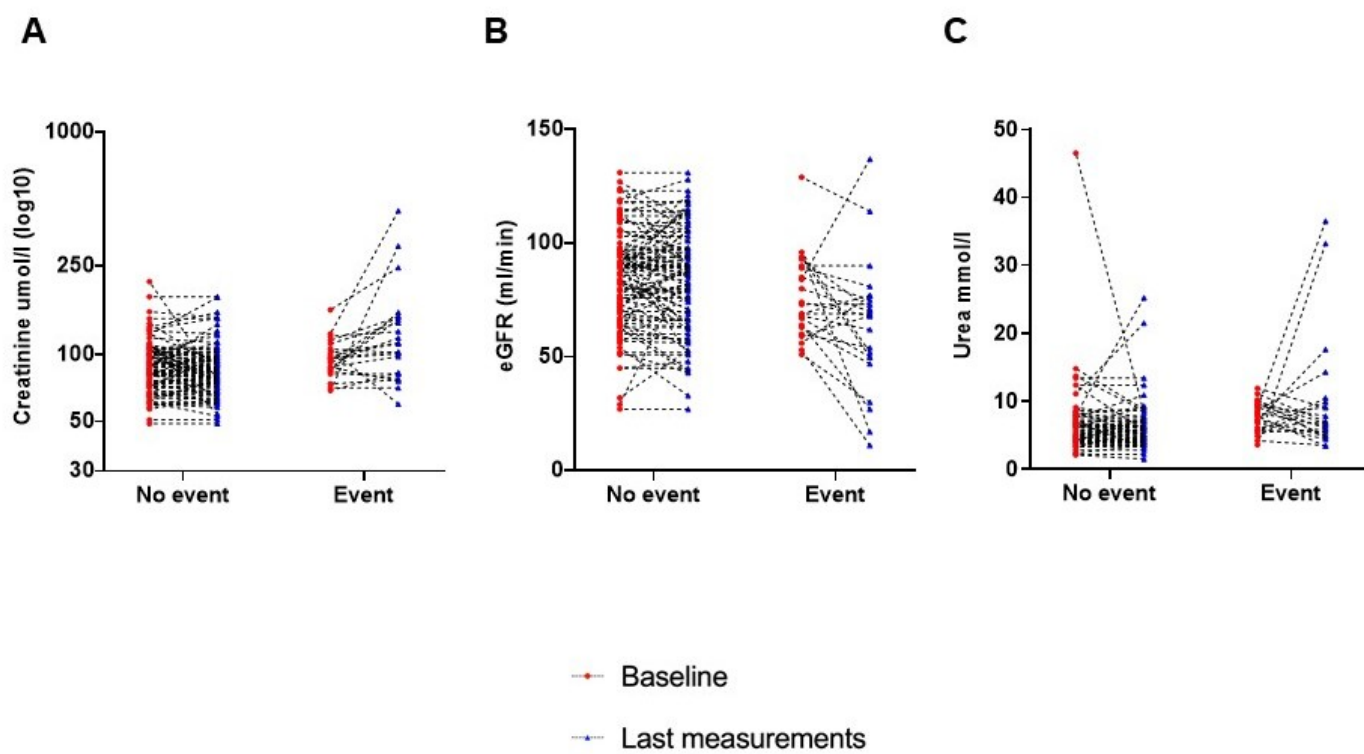 A
B
C
Creatinine umol/l (log10)
1000
250
100
50
30
No event
Event
eGFR (ml/min)
150
100
50
0
No event
Event
Urea mmol/l
50
40
30
20
10
0
No event
Event
Baseline
Last measurements